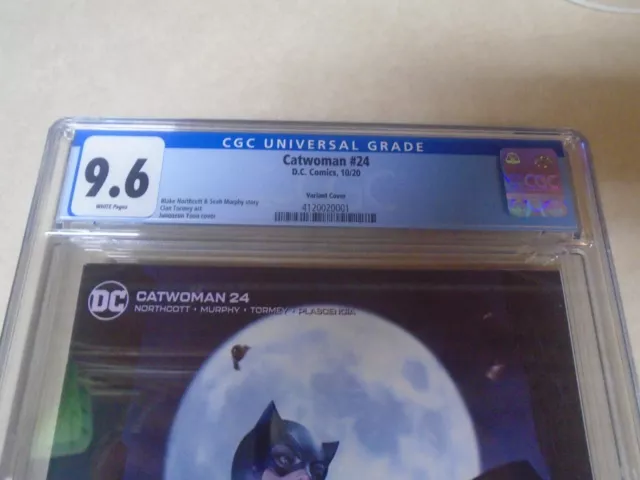 CGC UNIVERSAL GRADE
9.6
WHITE Pages
Catwoman #24
D.C. Comics, 10/20
Variant Cover
4120020001
Blake Northcott & Sean Murphy story
Cian Tormey art
cover
CGC
DC
CATWOMAN 24
NORTHCOTT • MURPHY • TORMEY • PLASCENCIA